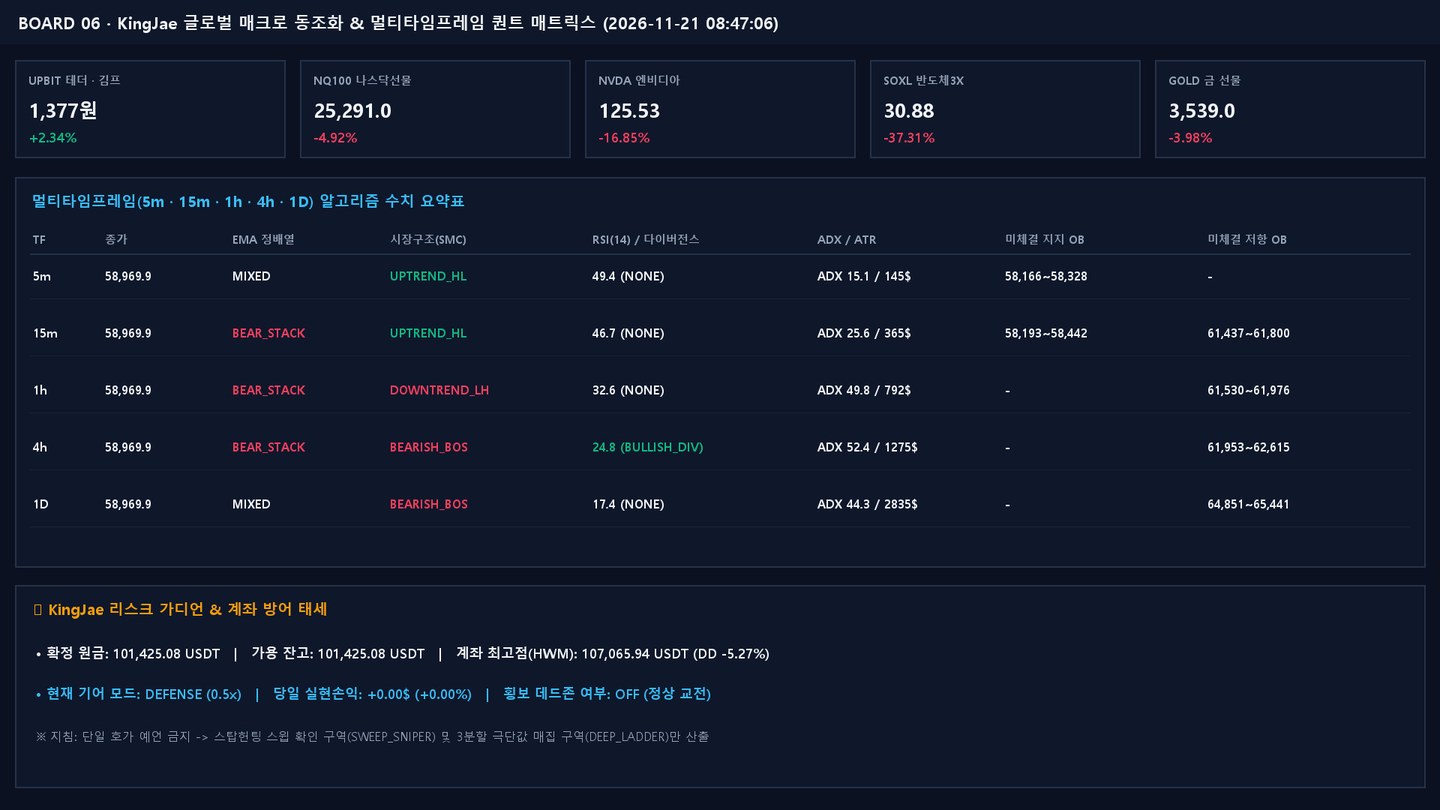 BOARD 06 · KingJae 글로벌 매크로 동조화 & 멀티타임프레임 퀀트 매트릭스 (2026-11-21 08:47:06)
UPBIT 테더 · 김프
1,377원
+2.34%
NQ100 나스닥선물
25,291.0
-4.92%
NVDA 엔비디아
125.53
-16.85%
SOXL 반도체3X
30.88
-37.31%
GOLD 금 선물
3,539.0
-3.98%
멀티타임프레임(5m · 15m · 1h · 4h · 1D) 알고리즘 수치 요약표
TF 종가 EMA 정배열 시장구조(SMC) RSI(14) / 다이버전스 ADX / ATR 미체결 지지 OB 미체결 저항 OB
5m 58,969.9 MIXED UPTREND_HL 49.4 (NONE) ADX 15.1 / 145$ 58,166~58,328 -
15m 58,969.9 BEAR_STACK UPTREND_HL 46.7 (NONE) ADX 25.6 / 365$ 58,193~58,442 61,437~61,800
1h 58,969.9 BEAR_STACK DOWNTREND_LH 32.6 (NONE) ADX 49.8 / 792$ - 61,530~61,976
4h 58,969.9 BEAR_STACK BEARISH_BOS 24.8 (BULLISH_DIV) ADX 52.4 / 1275$ - 61,953~62,615
1D 58,969.9 MIXED BEARISH_BOS 17.4 (NONE) ADX 44.3 / 2835$ - 64,851~65,441
KingJae 리스크 가디언 & 계좌 방어 태세
• 확정 원금: 101,425.08 USDT | 가용 잔고: 101,425.08 USDT | 계좌 최고점(HWM): 107,065.94 USDT (DD -5.27%)
• 현재 기어 모드: DEFENSE (0.5x) | 당일 실현손익: +0.00$ (+0.00%) | 횡보 데드존 여부: OFF (정상 교전)
※ 지침: 단일 호가 예언 금지 -> 스탑헌팅 스윕 확인 구역(SWEEP_SNIPER) 및 3분할 극단값 매집 구역(DEEP_LADDER)만 산출